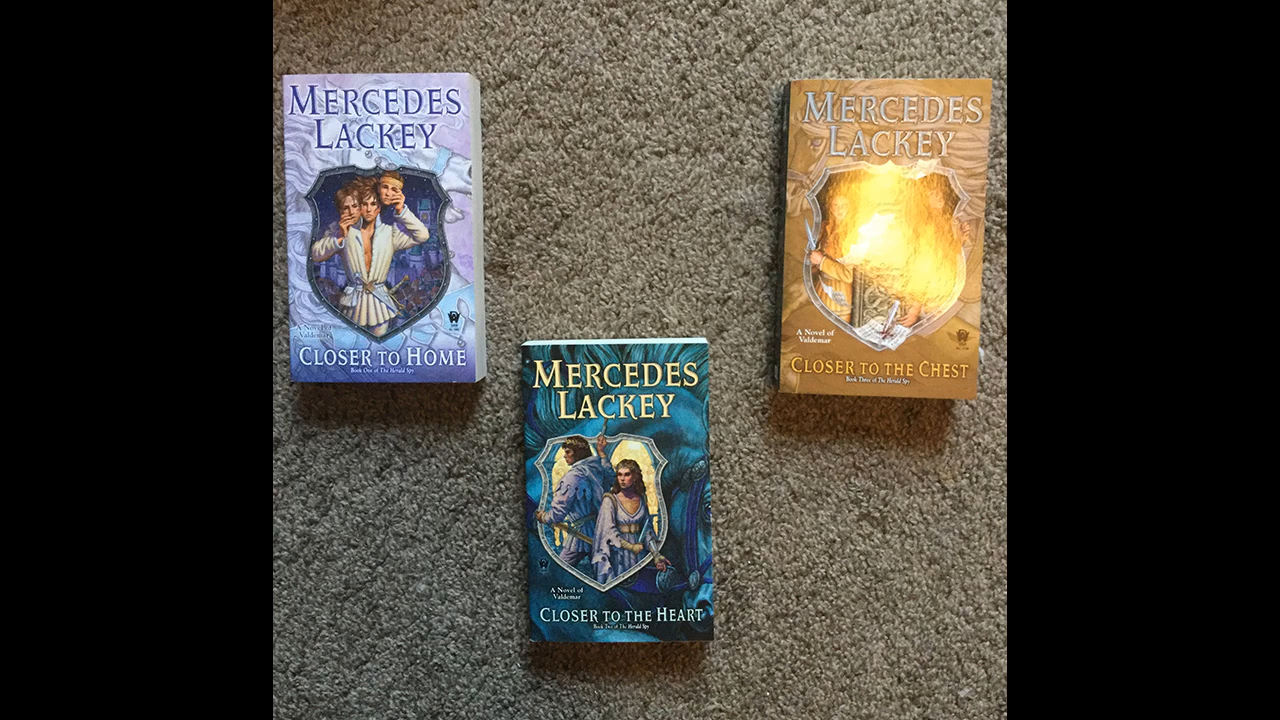 MERCEDES
LACKEY
A Novel of
Valdemar
CLOSER TO HOME
Book One of The Herald Spy
MERCEDES
LACKEY
A Novel of
Valdemar
CLOSER TO THE HEART
Book Two of The Herald Spy
MERCEDES
LACKEY
A Novel of
Valdemar
CLOSER TO THE CHEST
Book Three of The Herald Spy